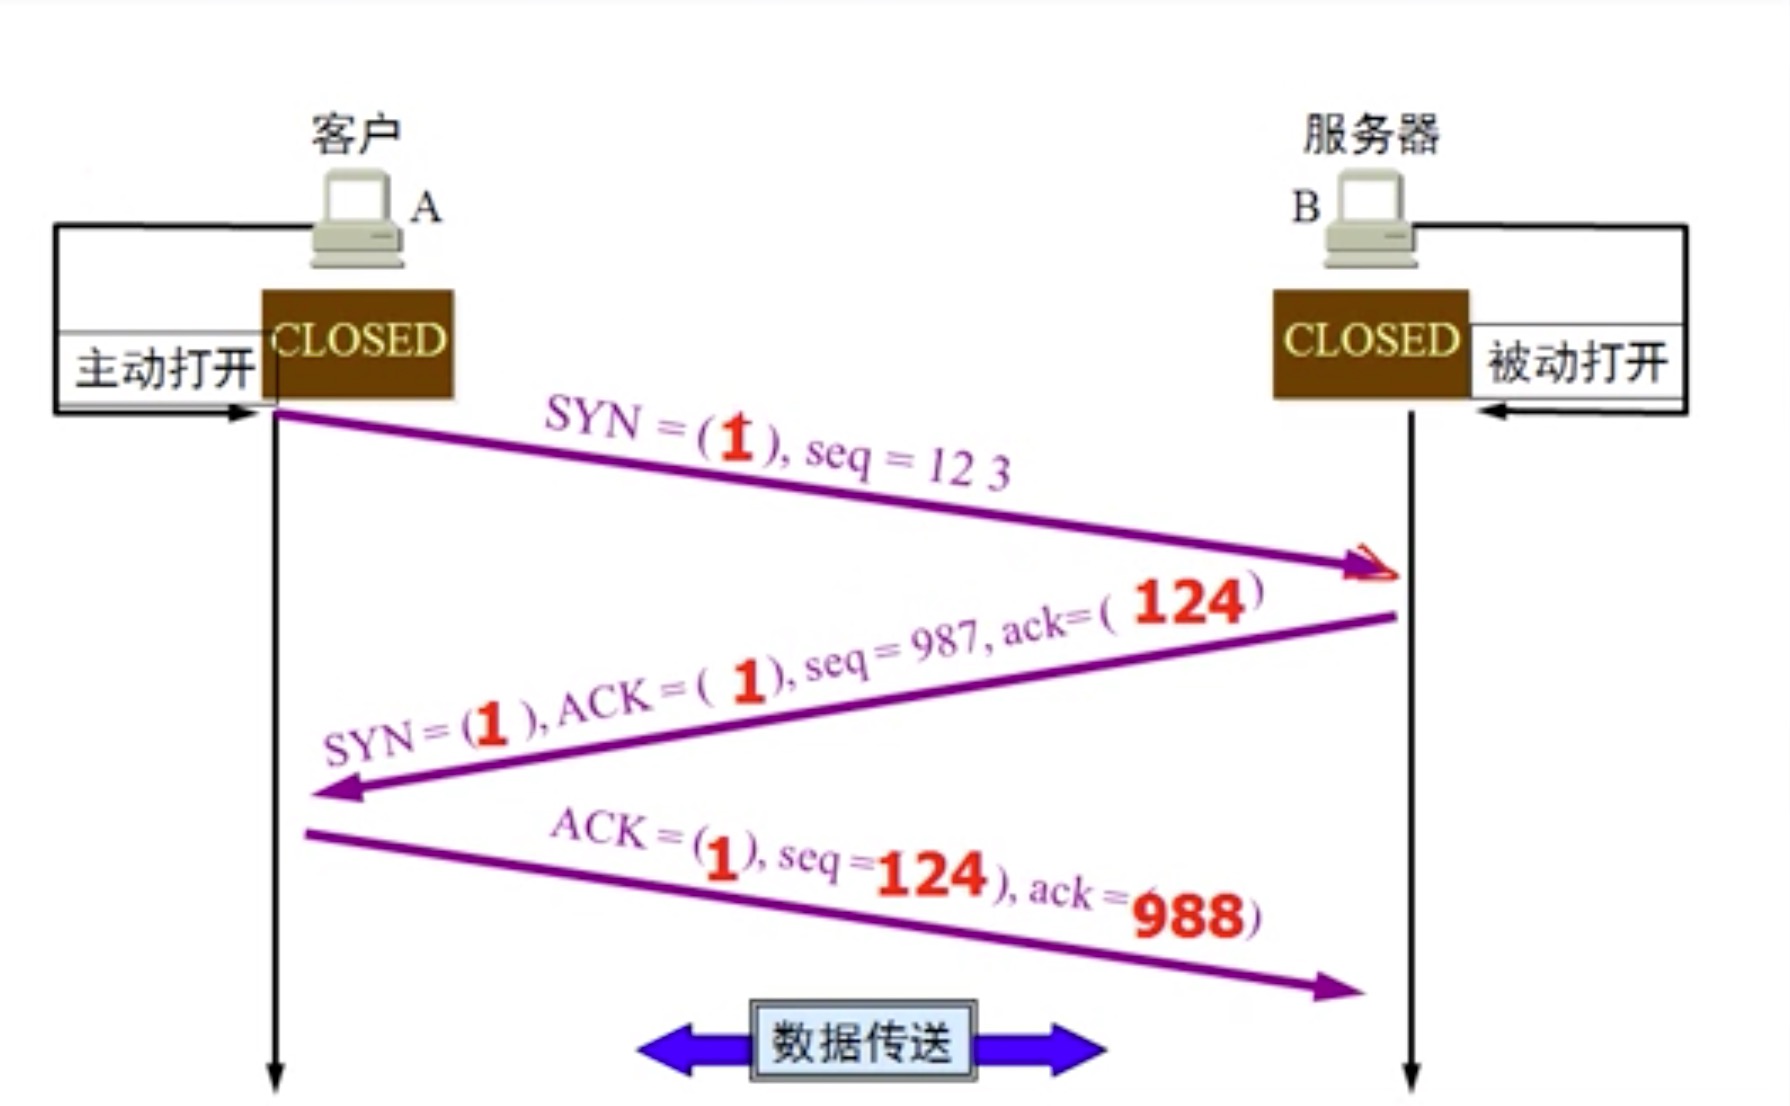 客户
服务器
A
B
CLOSED
CLOSED
主动打开
被动打开
SYN = (1), seq = 12 3
SYN = (1), ACK = (1), seq = 987, ack= (124)
ACK = (1), seq =124), ack =988)
数据传送